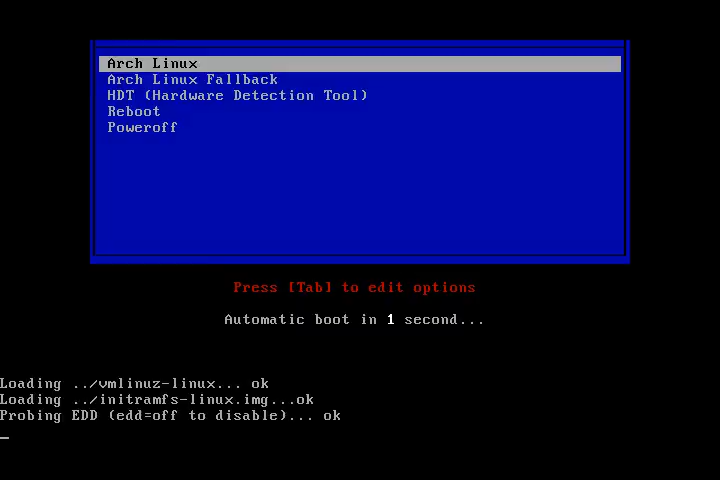 Arch Linux
Arch Linux Fallback
HDT (Hardware Detection Tool)
Reboot
Poweroff
Press [Tab] to edit options
Automatic boot in 1 second...
Loading ../vmlinuz-linux... ok
Loading ../initramfs-linux.img...ok
Probing EDD (edd=off to disable)... ok